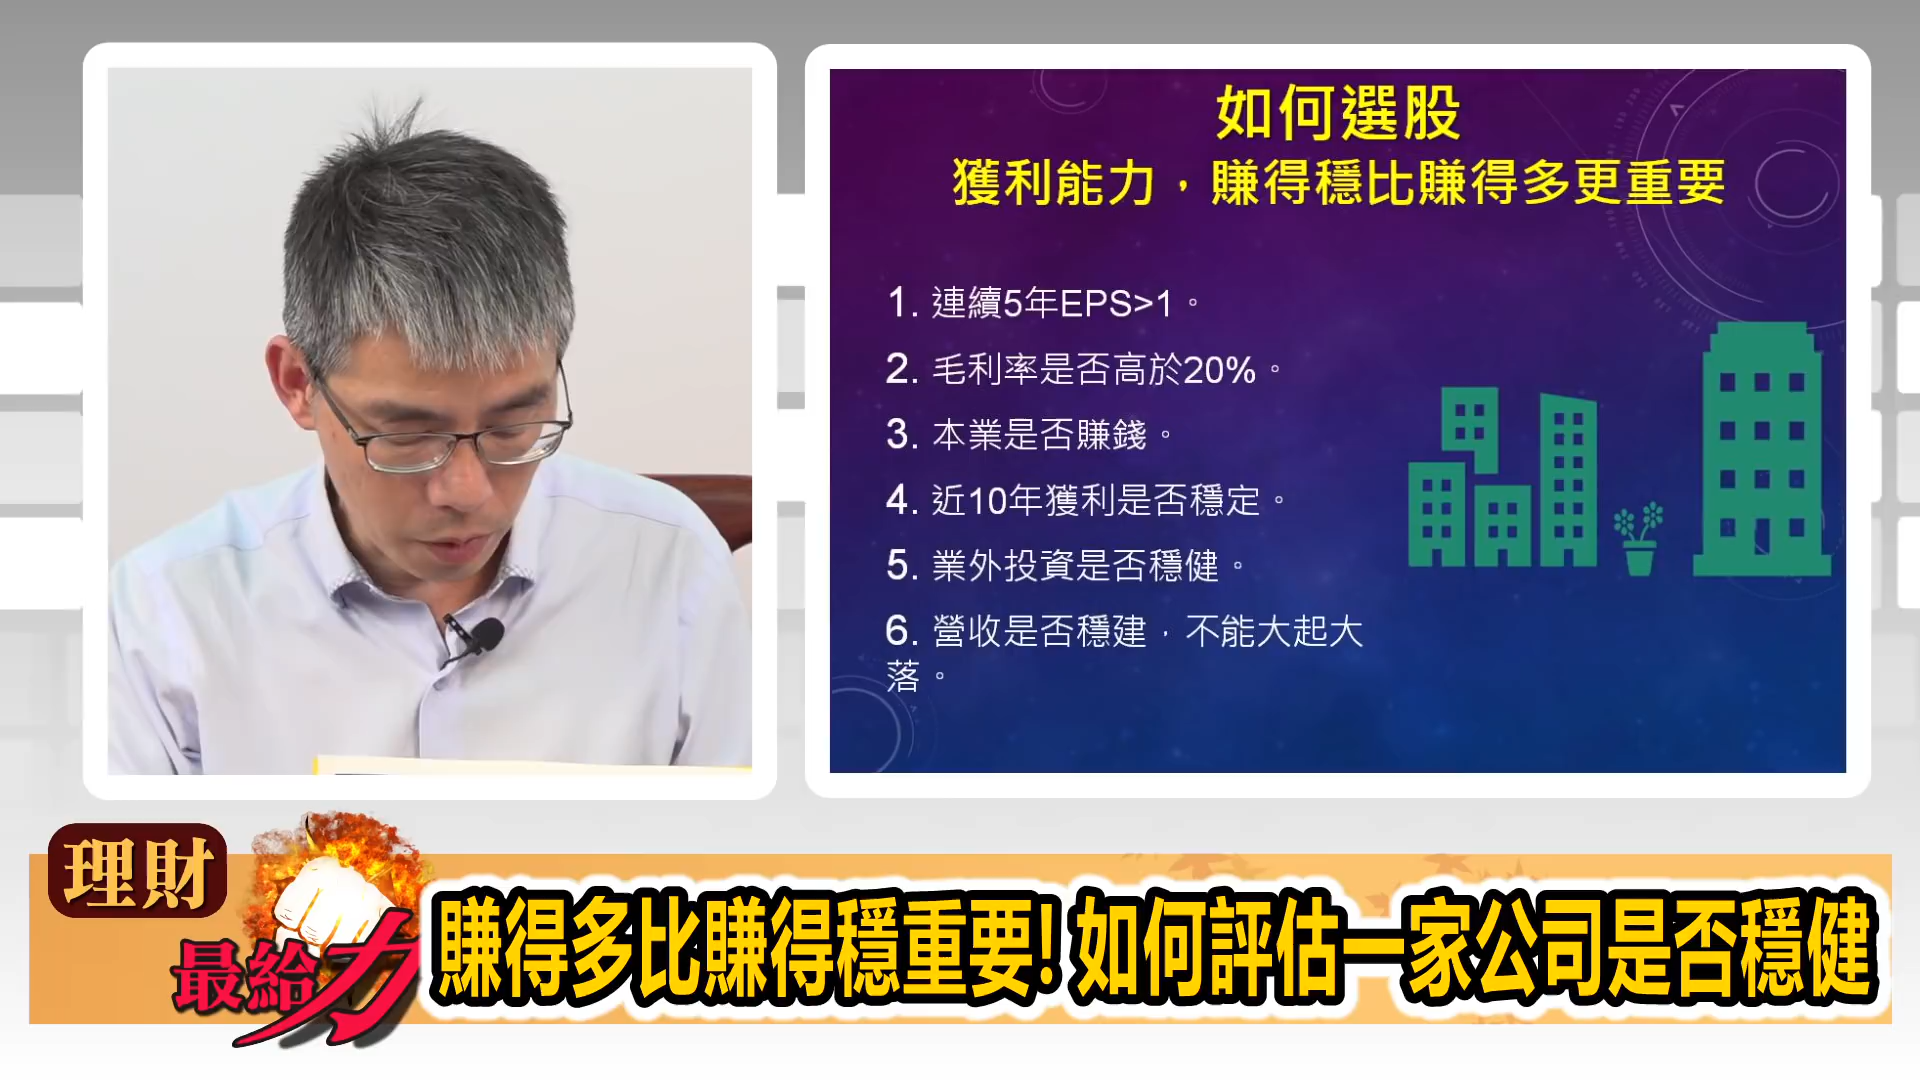 如何選股
獲利能力，賺得穩比賺得多更重要
1. 連續5年EPS>1。
2. 毛利率是否高於20%。
3. 本業是否賺錢。
4. 近10年獲利是否穩定。
5. 業外投資是否穩健。
6. 營收是否穩建，不能大起大
落。
理財
最給力
賺得多比賺得穩重要! 如何評估一家公司是否穩健